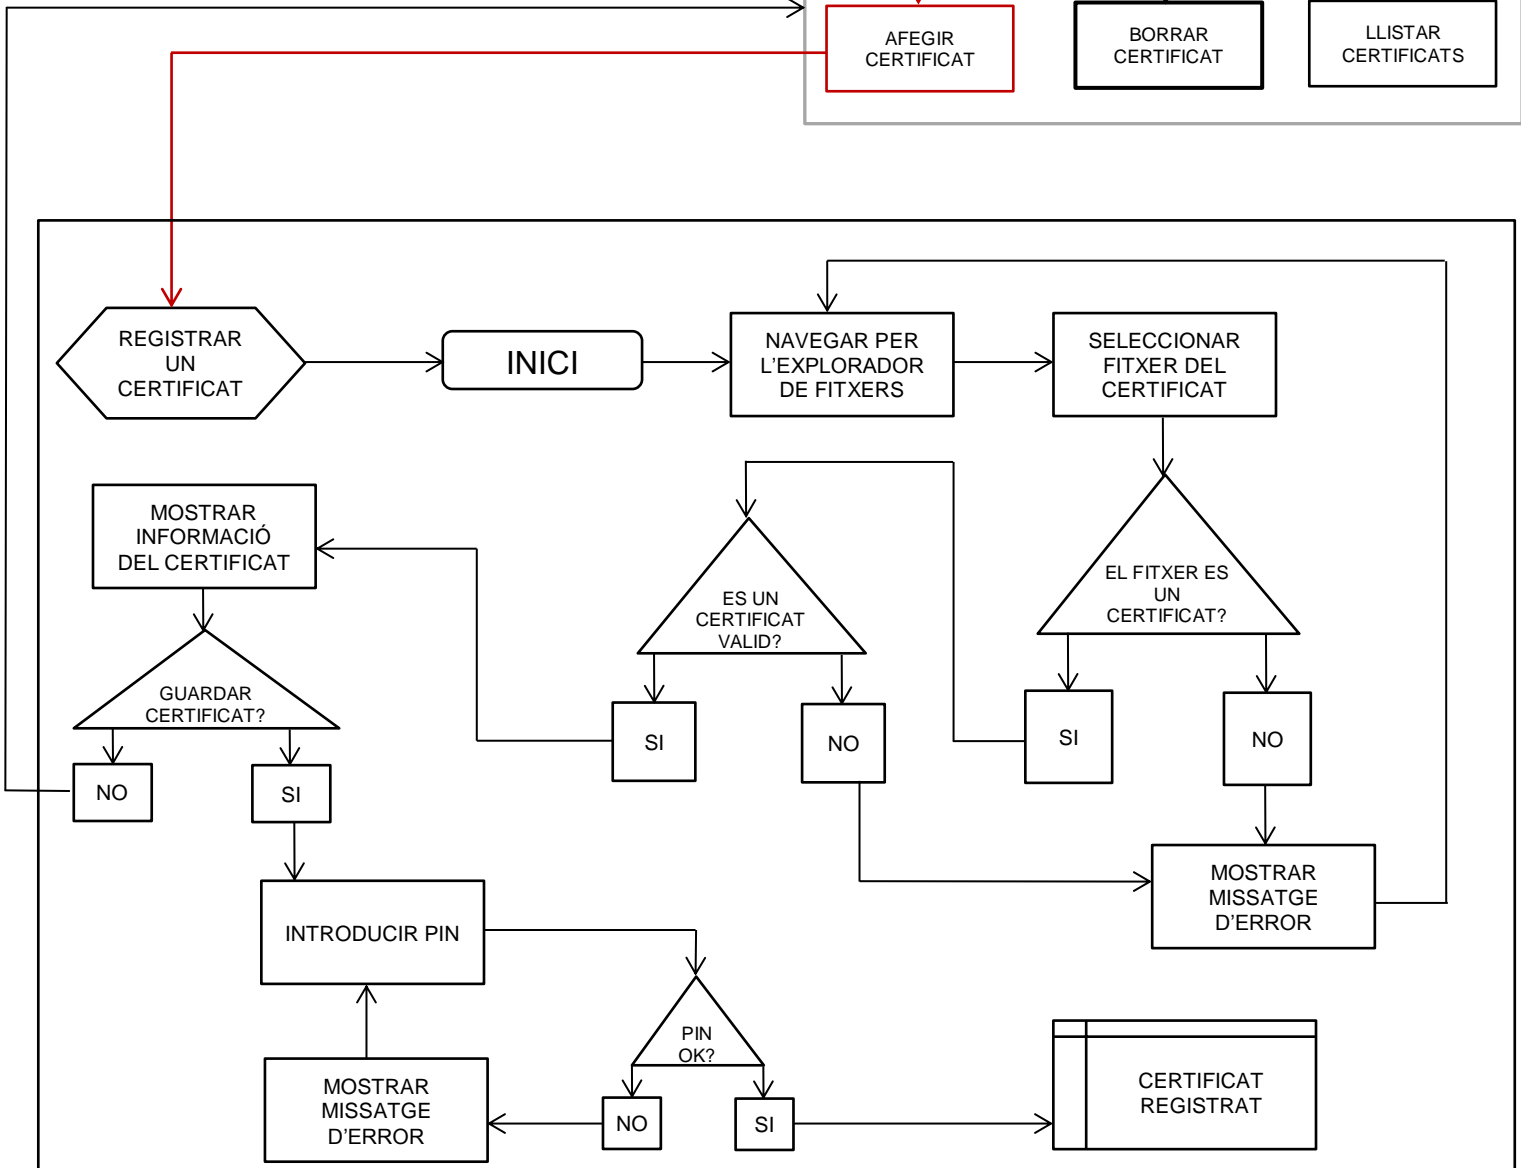 AFEGIR
CERTIFICAT
BORRAR
CERTIFICAT
LLISTAR
CERTIFICATS
REGISTRAR
UN
CERTIFICAT
INICI
NAVEGAR PER
L’EXPLORADOR
DE FITXERS
SELECCIONAR
FITXER DEL
CERTIFICAT
MOSTRAR
INFORMACIÓ
DEL CERTIFICAT
ES UN
CERTIFICAT
VALID?
EL FITXER ES
UN
CERTIFICAT?
GUARDAR
CERTIFICAT?
SI
NO
SI
NO
NO
SI
MOSTRAR
MISSATGE
D’ERROR
INTRODUCIR PIN
PIN
OK?
MOSTRAR
MISSATGE
D’ERROR
NO
SI
CERTIFICAT
REGISTRAT